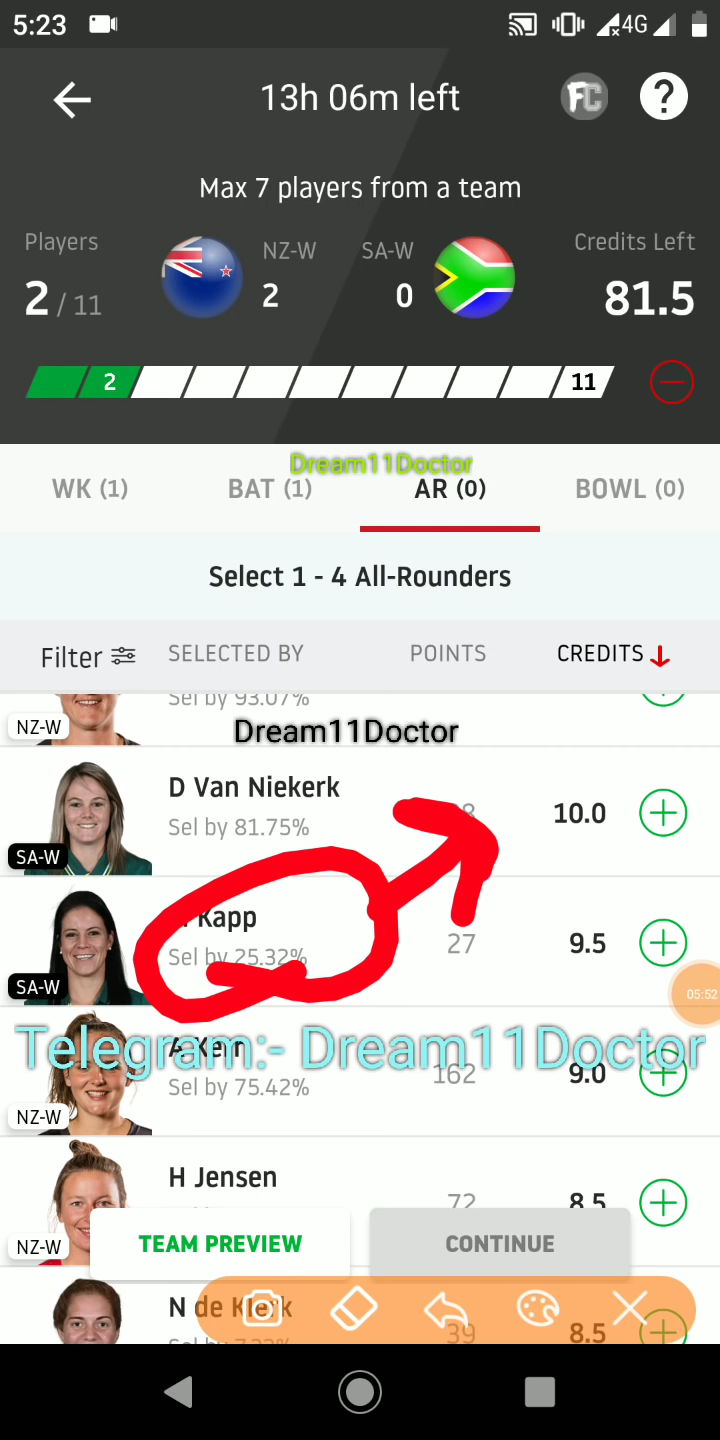 5:23
4G
13h 06m left
FC
?
Max 7 players from a team
Players
NZ-W
SA-W
Credits Left
2 / 11
2
0
81.5
2
11
Dream11Doctor
WK (1)
BAT (1)
AR (0)
BOWL (0)
Select 1 - 4 All-Rounders
Filter
SELECTED BY
POINTS
CREDITS
Sel by 93.07%
NZ-W
Dream11Doctor
D Van Niekerk
Sel by 81.75%
10.0
SA-W
Kapp
Sel by 25.32%
27
9.5
SA-W
05:52
Telegram:- Dream11Doctor
A Kerr
Sel by 75.42%
162
9.0
NZ-W
H Jensen
72
8.5
NZ-W
TEAM PREVIEW
CONTINUE
N de Klerk
39
8.5